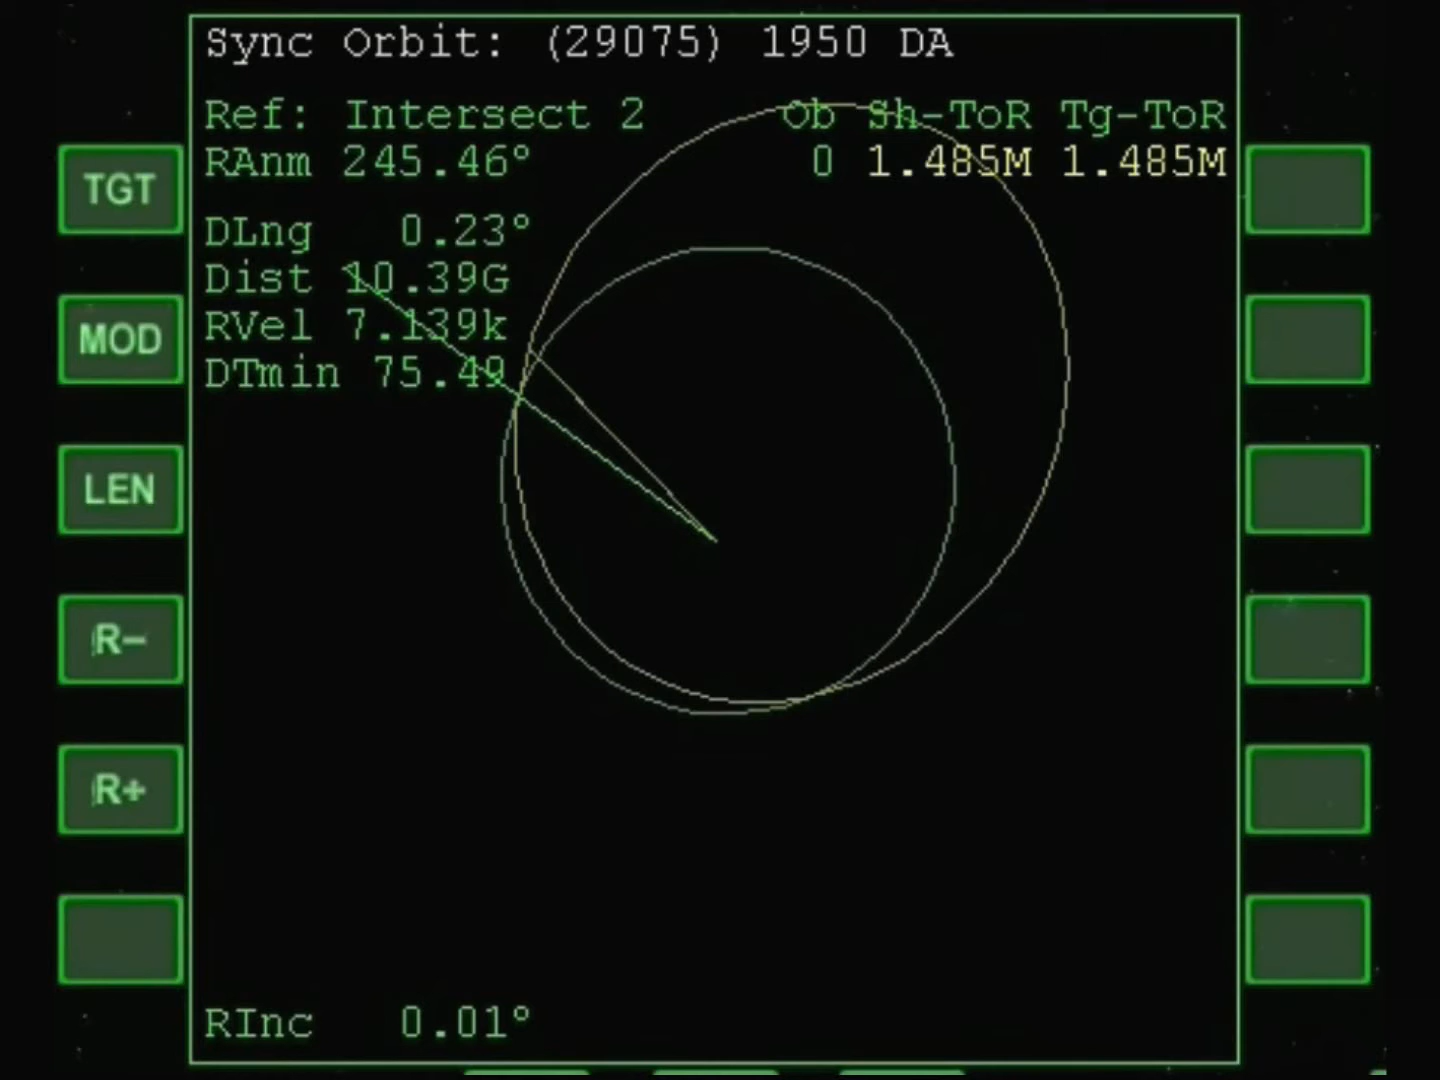 Sync Orbit: (29075) 1950 DA
Ref: Intersect 2 Ob Sh-ToR Tg-ToR
RAnm 245.46° 0 1.485M 1.485M
TGT
DLng 0.23°
Dist 10.39G
RVel 7.139k
MOD
DTmin 75.49
LEN
R-
R+
RInc 0.01°